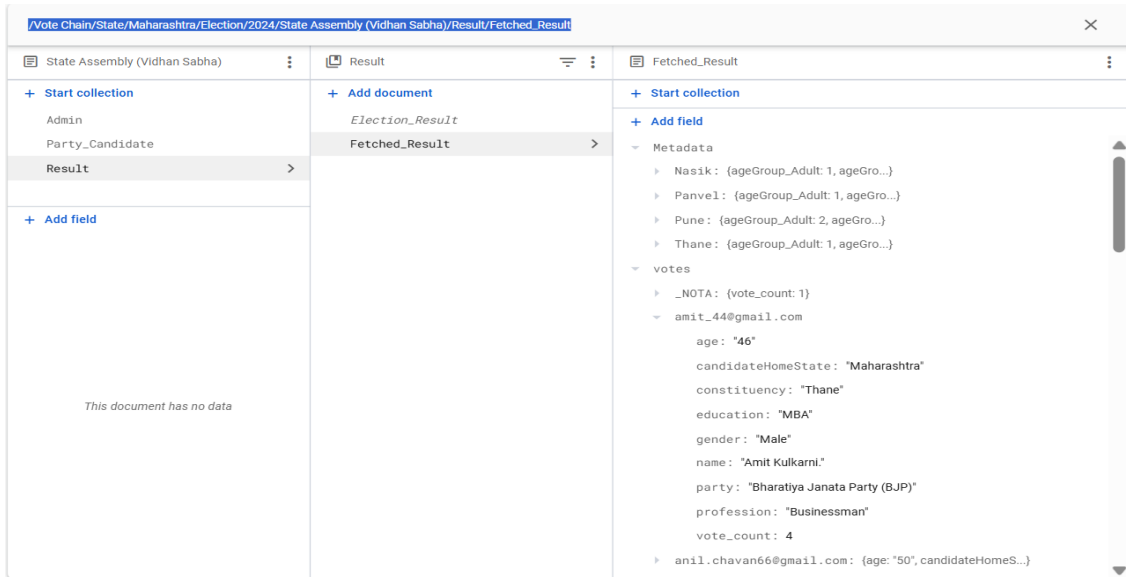 /Vote Chain/State/Maharashtra/Election/2024/State Assembly (Vidhan Sabha)/Result/Fetched_Result
State Assembly (Vidhan Sabha)
+ Start collection
Admin
Party_Candidate
Result
+ Add field
This document has no data
Result
+ Add document
Election_Result
Fetched_Result
Fetched_Result
+ Start collection
+ Add field
Metadata
Nasik: {ageGroup_Adult: 1, ageGro...}
Panvel: {ageGroup_Adult: 1, ageGro...}
Pune: {ageGroup_Adult: 2, ageGro...}
Thane: {ageGroup_Adult: 1, ageGro...}
votes
_NOTA: {vote_count: 1}
amit_44@gmail.com
age: "46"
candidateHomeState: "Maharashtra"
constituency: "Thane"
education: "MBA"
gender: "Male"
name: "Amit Kulkarni."
party: "Bharatiya Janata Party (BJP)"
profession: "Businessman"
vote_count: 4
anil.chavan66@gmail.com: {age: "50", candidateHomeS...}